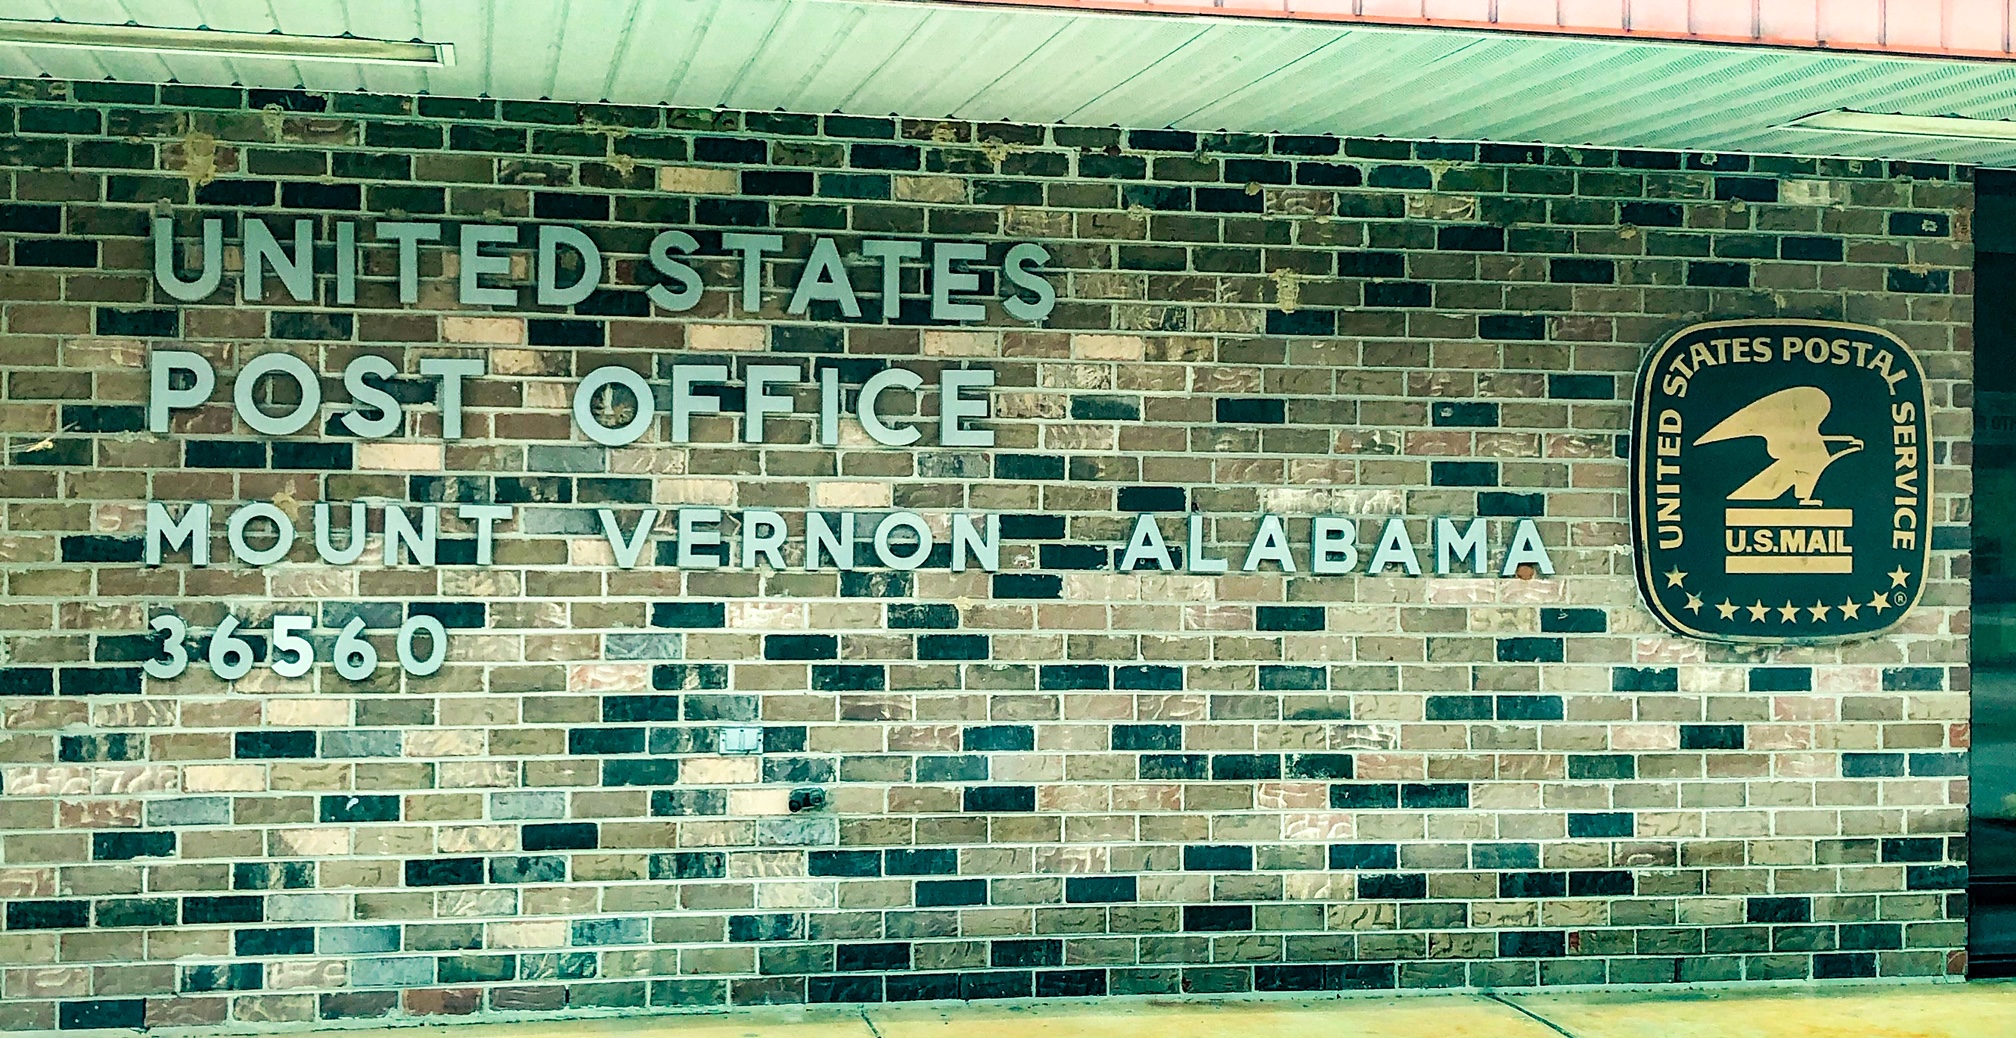 UNITED STATES
POST OFFICE
MOUNT VERNON ALABAMA
36560
UNITED STATES POSTAL SERVICE
U.S.MAIL
®